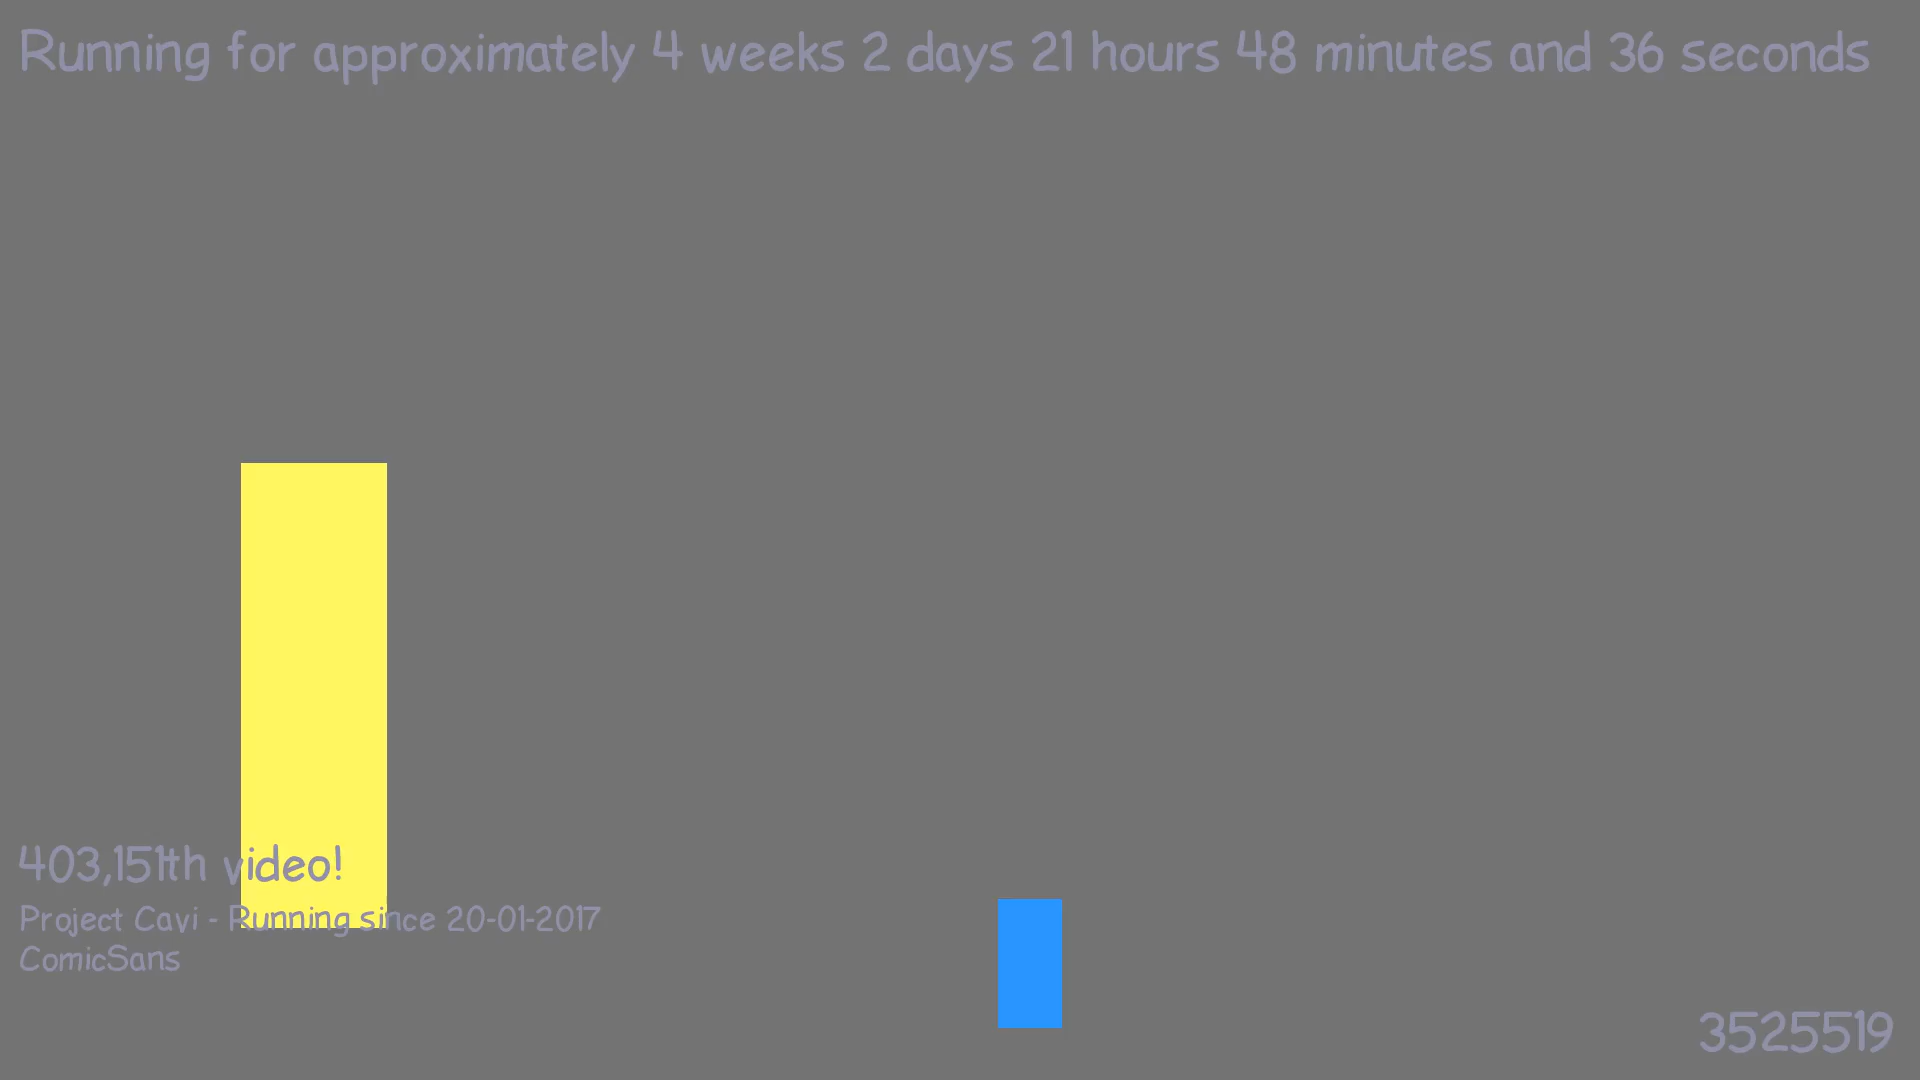 Running for approximately 4 weeks 2 days 21 hours 48 minutes and 36 seconds
403,151th video!
Project Cavi - Running since 20-01-2017
ComicSans
3525519